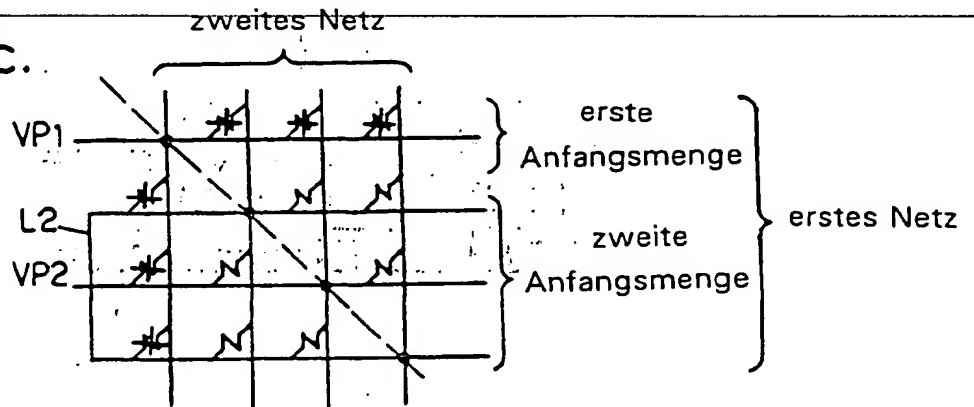 zweites Netz
C.
VP1
erste
Anfangsmenge
L2
erstes Netz
zweite
VP2
Anfangsmenge